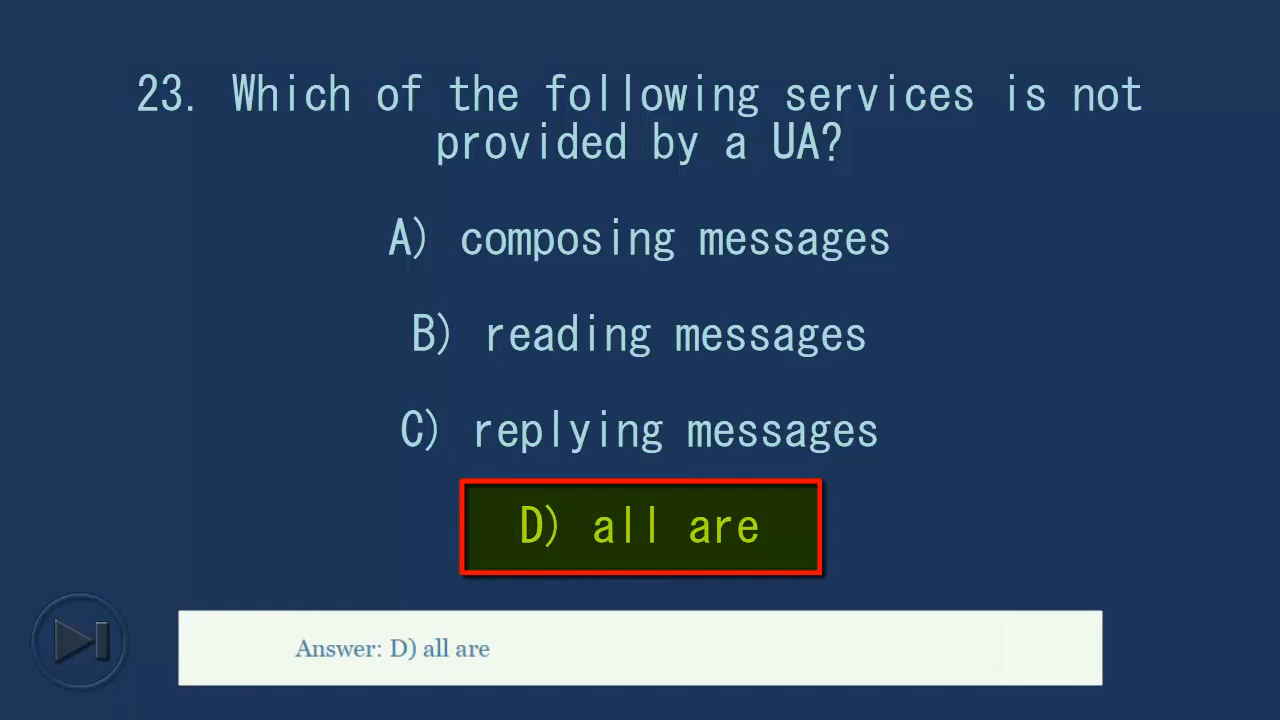 23. Which of the following services is not
provided by a UA?
A) composing messages
B) reading messages
C) replying messages
D) all are
Answer: D) all are